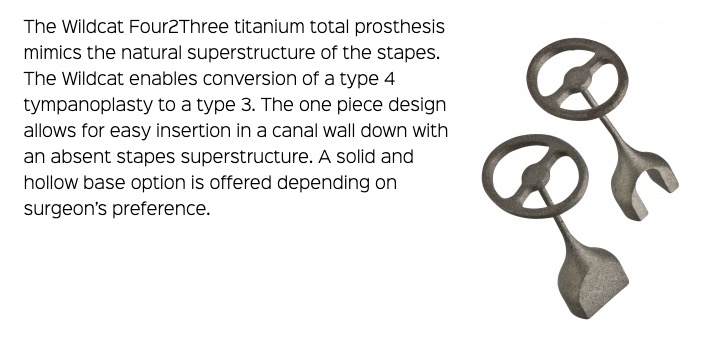 The Wildcat Four2Three titanium total prosthesis
mimics the natural superstructure of the stapes.
The Wildcat enables conversion of a type 4
tympanoplasty to a type 3. The one piece design
allows for easy insertion in a canal wall down with
an absent stapes superstructure. A solid and
hollow base option is offered depending on
surgeon's preference.